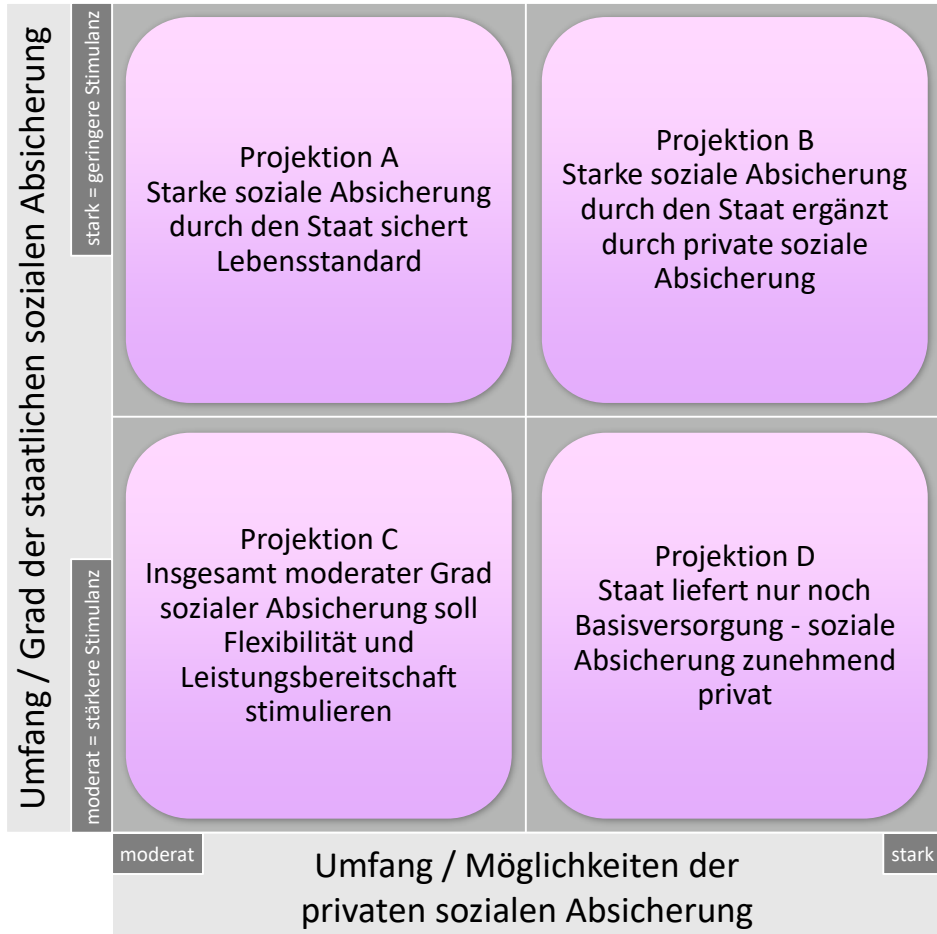 Umfang / Grad der staatlichen sozialen Absicherung
stark = geringere Stimulanz
moderat = stärkere Stimulanz
Projektion A
Starke soziale Absicherung
durch den Staat sichert
Lebensstandard
Projektion B
Starke soziale Absicherung
durch den Staat ergänzt
durch private soziale
Absicherung
Projektion C
Insgesamt moderater Grad
sozialer Absicherung soll
Flexibilität und
Leistungsbereitschaft
stimulieren
Projektion D
Staat liefert nur noch
Basisversorgung - soziale
Absicherung zunehmend
privat
moderat
Umfang / Möglichkeiten der
privaten sozialen Absicherung
stark